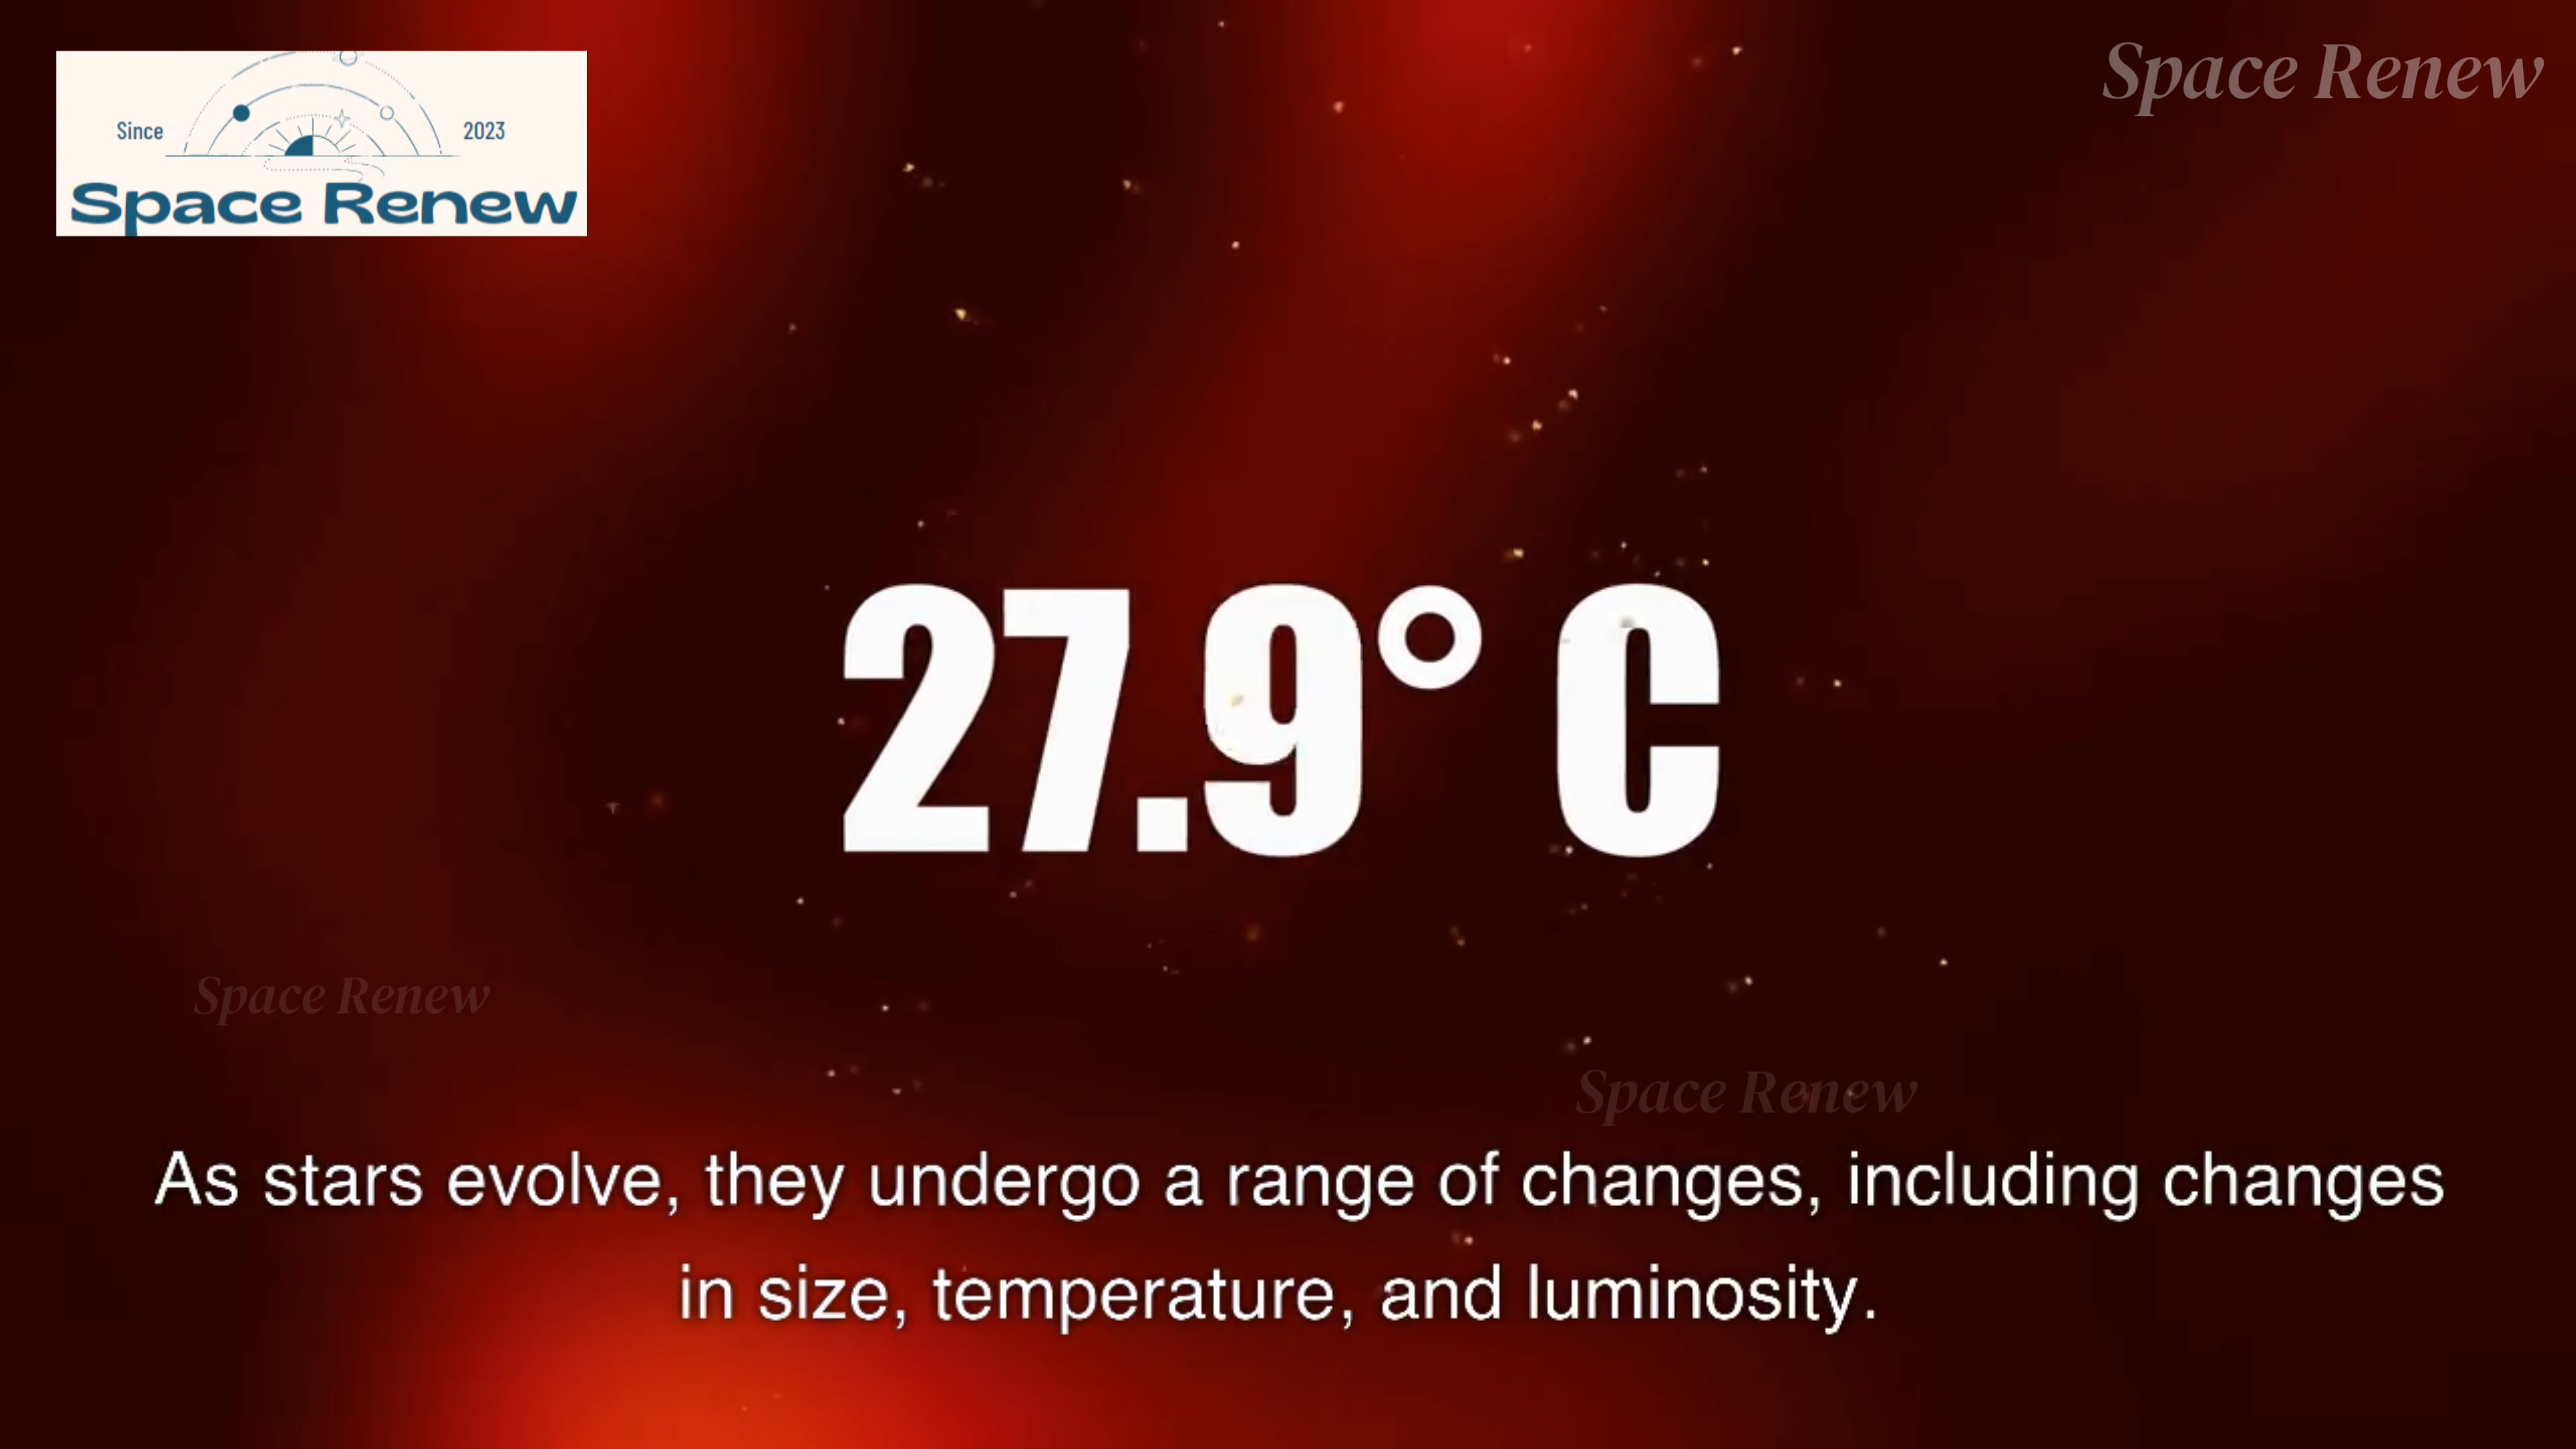 Space Renew
Since 2023
Space Renew
27.9° C
Space Renew
Space Renew
As stars evolve, they undergo a range of changes, including changes
in size, temperature, and luminosity.